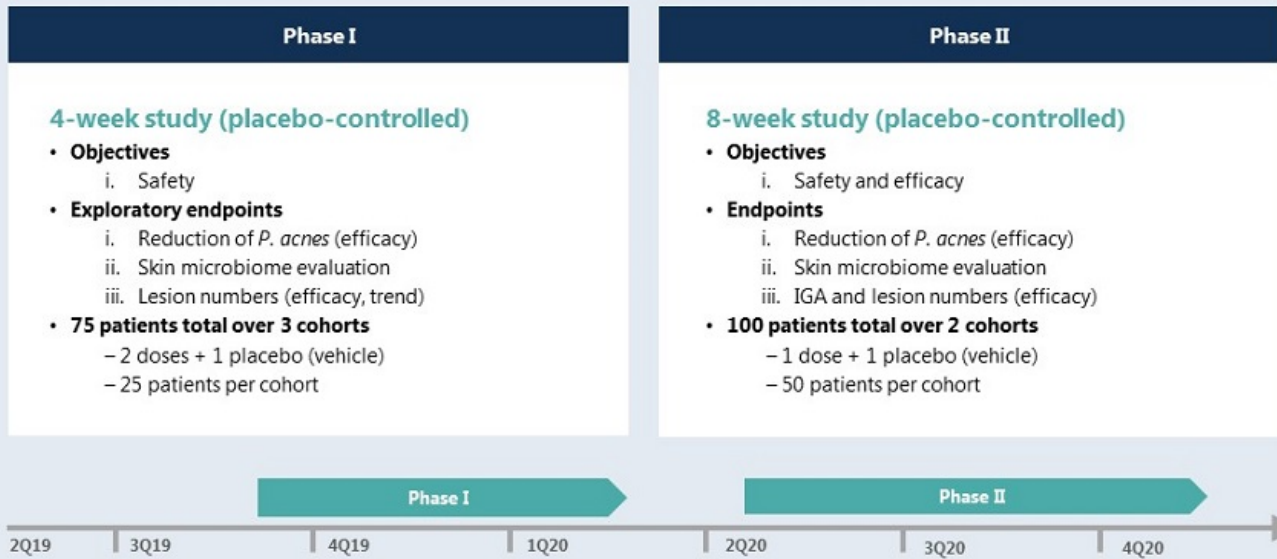 Phase I
4-week study (placebo-controlled)
• Objectives
i. Safety
• Exploratory endpoints
i. Reduction of P. acnes (efficacy)
ii. Skin microbiome evaluation
iii. Lesion numbers (efficacy, trend)
• 75 patients total over 3 cohorts
– 2 doses + 1 placebo (vehicle)
– 25 patients per cohort
Phase II
8-week study (placebo-controlled)
• Objectives
i. Safety and efficacy
• Endpoints
i. Reduction of P. acnes (efficacy)
ii. Skin microbiome evaluation
iii. IGA and lesion numbers (efficacy)
• 100 patients total over 2 cohorts
– 1 dose + 1 placebo (vehicle)
– 50 patients per cohort
Phase I Phase II
2Q19 3Q19 4Q19 1Q20 2Q20 3Q20 4Q20